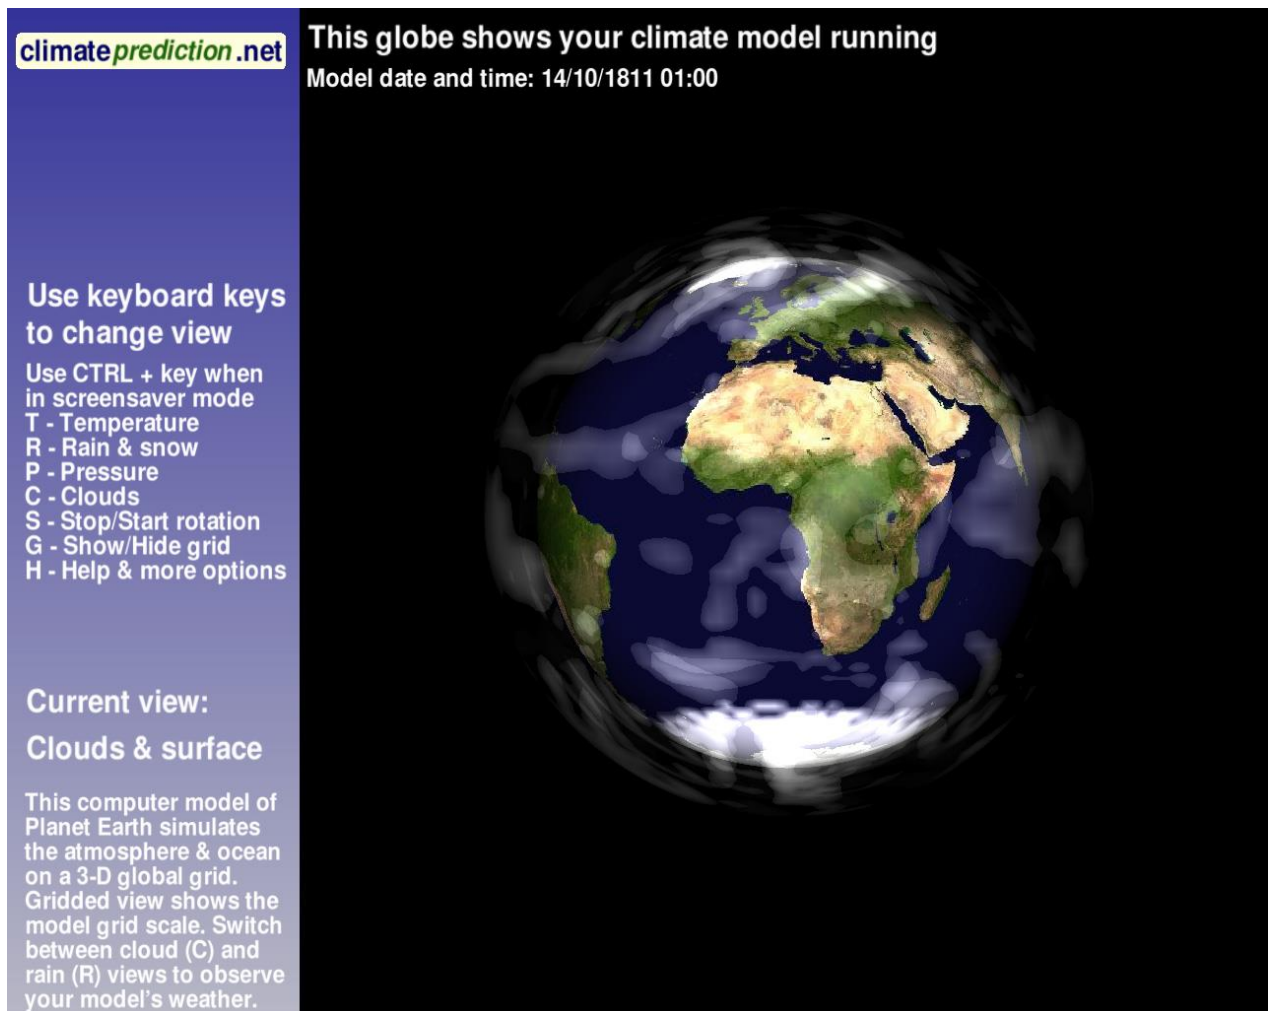 climateprediction.net
This globe shows your climate model running
Model date and time: 14/10/1811 01:00
Use keyboard keys
to change view
Use CTRL + key when
in screensaver mode
T - Temperature
R - Rain & snow
P - Pressure
C - Clouds
S - Stop/Start rotation
G - Show/Hide grid
H - Help & more options
Current view:
Clouds & surface
This computer model of
Planet Earth simulates
the atmosphere & ocean
on a 3-D global grid.
Gridded view shows the
model grid scale. Switch
between cloud (C) and
rain (R) views to observe
your model's weather.